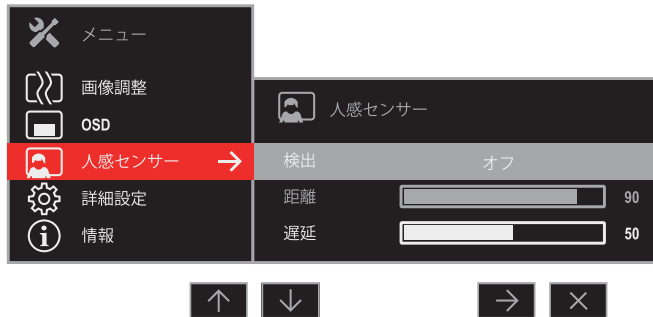 メニュー
画像調整
OSD
人感センサー
詳細設定
情報
人感センサー
検出 オフ
距離 90
遅延 50